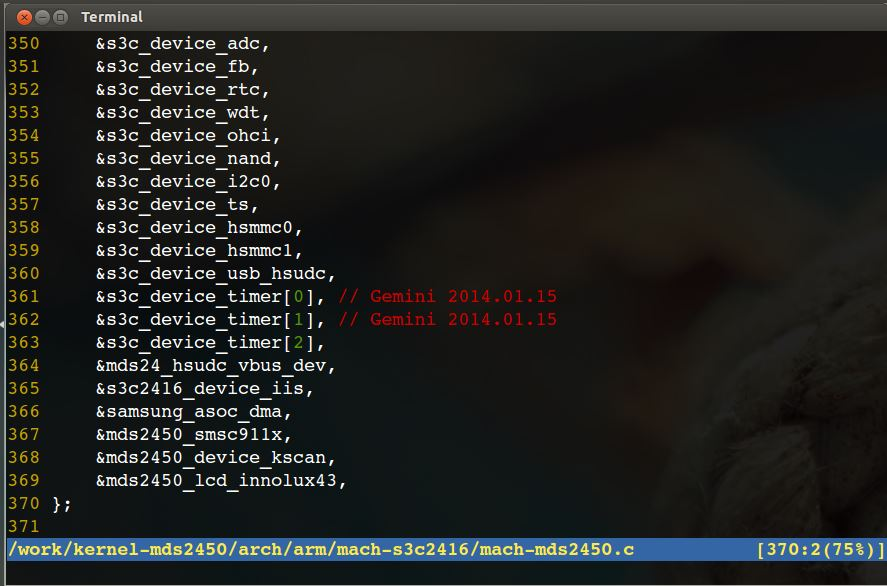 Terminal
350 &s3c_device_adc,
351 &s3c_device_fb,
352 &s3c_device_rtc,
353 &s3c_device_wdt,
354 &s3c_device_ohci,
355 &s3c_device_nand,
356 &s3c_device_i2c0,
357 &s3c_device_ts,
358 &s3c_device_hsmmc0,
359 &s3c_device_hsmmc1,
360 &s3c_device_usb_hsudc,
361 &s3c_device_timer[0], // Gemini 2014.01.15
362 &s3c_device_timer[1], // Gemini 2014.01.15
363 &s3c_device_timer[2],
364 &mds24_hsudc_vbus_dev,
365 &s3c2416_device_iis,
366 &samsung_asoc_dma,
367 &mds2450_smsc911x,
368 &mds2450_device_kscan,
369 &mds2450_lcd_innolux43,
370 };
371
/work/kernel-mds2450/arch/arm/mach-s3c2416/mach-mds2450.c [370:2(75%)]